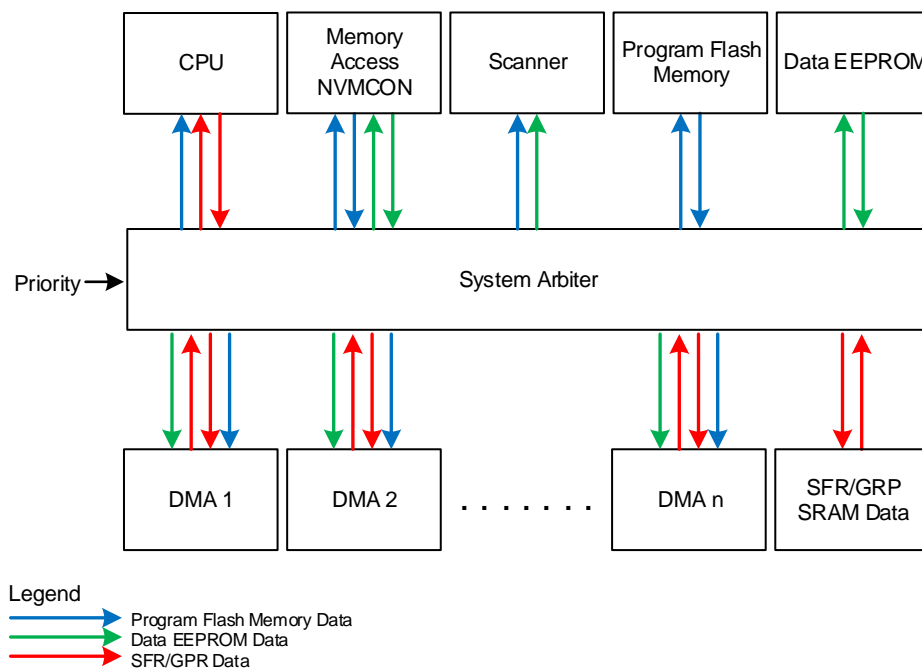 CPU
Memory
Access
NVMCON
Scanner
Program Flash
Memory
Data EEPROM
Priority
System Arbiter
DMA 1
DMA 2
. . . . . . .
DMA n
SFR/GRP
SRAM Data
Legend
Program Flash Memory Data
Data EEPROM Data
SFR/GPR Data